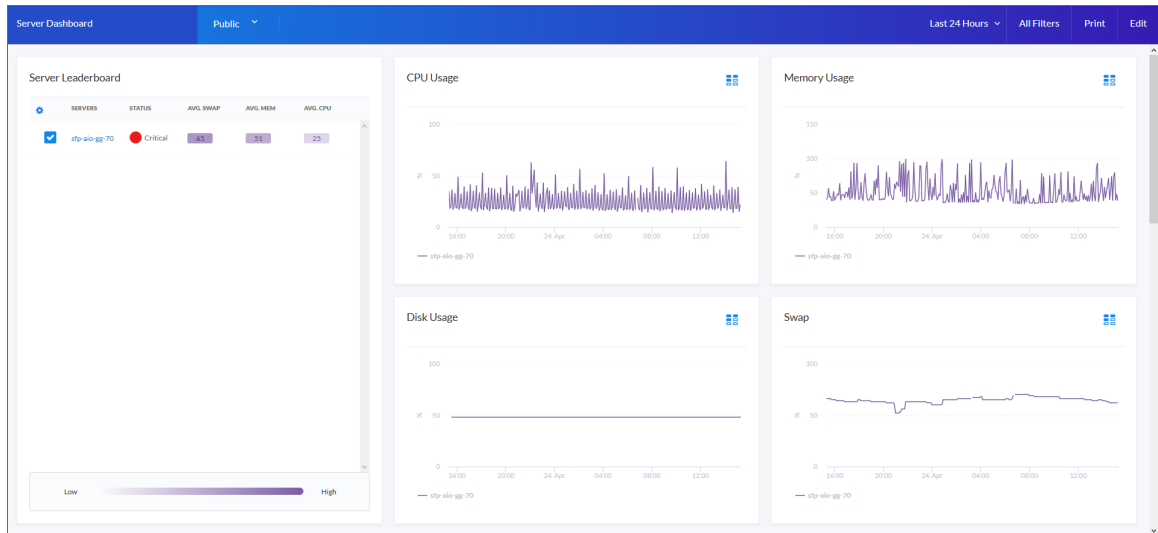 Server Dashboard Public Last 24 Hours All Filters Print Edit
Server Leaderboard
SERVERS STATUS AVG. SWAP AVG. MEM AVG. CPU
sfp-aio-gg-70 Critical 65 51 25
Low High
CPU Usage
100
% 50
0
16:00 20:00 24. Apr 04:00 08:00 12:00
sfp-aio-gg-70
Memory Usage
150
100
%
50
0
16:00 20:00 24. Apr 04:00 08:00 12:00
sfp-aio-gg-70
Disk Usage
100
% 50
0
16:00 20:00 24. Apr 04:00 08:00 12:00
sfp-aio-gg-70
Swap
100
% 50
0
16:00 20:00 24. Apr 04:00 08:00 12:00
sfp-aio-gg-70